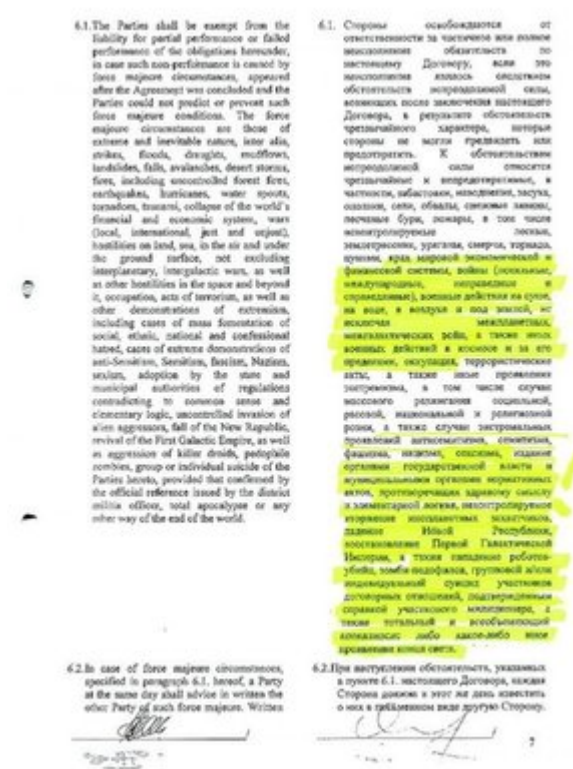 6.1. The Parties shall be exempt from the
liability for partial performance or failed
performance of the obligations hereunder,
in case such non-performance is caused by
force majeure circumstances, appeared
after the Agreement was concluded and the
Parties could not predict or prevent such
force majeure conditions. The force
majeure circumstances are those of
extreme and inevitable nature, inter alia,
strikes, floods, draughts, mudflows,
landslides, falls, avalanches, desert storms,
fires, including uncontrolled forest fires,
earthquakes, hurricanes, water spouts,
tornadoes, tsunami, collapse of the world's
financial and economic system, wars
(local, international, just and unjust),
hostilities on land, sea, in the air and under
the ground surface, not excluding
interplanetary, intergalactic wars, as well
as other hostilities in the space and beyond
it, occupation, acts of terrorism, as well as
other demonstrations of extremism,
including cases of mass fomentation of
social, ethnic, national and confessional
hatred, cases of extreme demonstrations of
anti-Semitism, Semitism, fascism, Nazism,
sexism, adoption by the state and
municipal authorities of regulations
contradicting to common sense and
elementary logic, uncontrolled invasion of
alien aggressors, fall of the New Republic,
revival of the First Galactic Empire, as well
as aggression of killer droids, pedophile
zombies, group or individual suicide of the
Parties hereto, provided that confirmed by
the official reference issued by the district
militia officer, total apocalypse or any
other way of the end of the world.
6.2. In case of force majeure circumstances,
specified in paragraph 6.1. hereof, a Party
at the same day shall advice in written the
other Party of such force majeure. Written
6.1. Стороны освобождаются от
ответственности за частичное или полное
неисполнение обязательств по
настоящему Договору, если это
неисполнение явилось следствием
обстоятельств непреодолимой силы,
возникших после заключения настоящего
Договора, в результате обстоятельств
чрезвычайного характера, которые
стороны не могли предвидеть или
предотвратить. К обстоятельствам
непреодолимой силы относятся
чрезвычайные и непредотвратимые, в
частности, забастовки, наводнения, засуха,
оползни, сели, обвалы, снежные лавины,
песчаные бури, пожары, в том числе
неконтролируемые лесные,
землетрясения, ураганы, смерчи, торнадо,
цунами, крах мировой экономической и
финансовой системы, войны (локальные,
международные, неправедные и
справедливые), военные действия на суше,
на воде, в воздухе и под землей, не
исключая межпланетных,
межгалактических войн, а также иных
военных действий в космосе и за его
пределами, оккупация, террористические
акты, а также иные проявления
экстремизма, в том числе случаи
массового разжигания социальной,
расовой, национальной и религиозной
розни, а также случаи экстремальных
проявлений антисемитизма, семитизма,
фашизма, нацизма, сексизма, издание
органами государственной власти и
муниципальными органами нормативных
актов, противоречащих здравому смыслу
и элементарной логике, неконтролируемое
вторжение инопланетных захватчиков,
падение Новой Республики,
восстановление Первой Галактической
Империи, а также нападение роботов-
убийц, зомби-педофилов, групповой и/или
индивидуальный суицид участников
договорных отношений, подтвержденный
справкой участкового милиционера, а
также тотальный и всеобъемлющий
апокалипсис либо какое-либо иное
проявление конца света.
6.2. При наступлении обстоятельств, указанных
в пункте 6.1. настоящего Договора, каждая
Сторона должна в этот же день известить
о них в письменном виде другую Сторону.
7